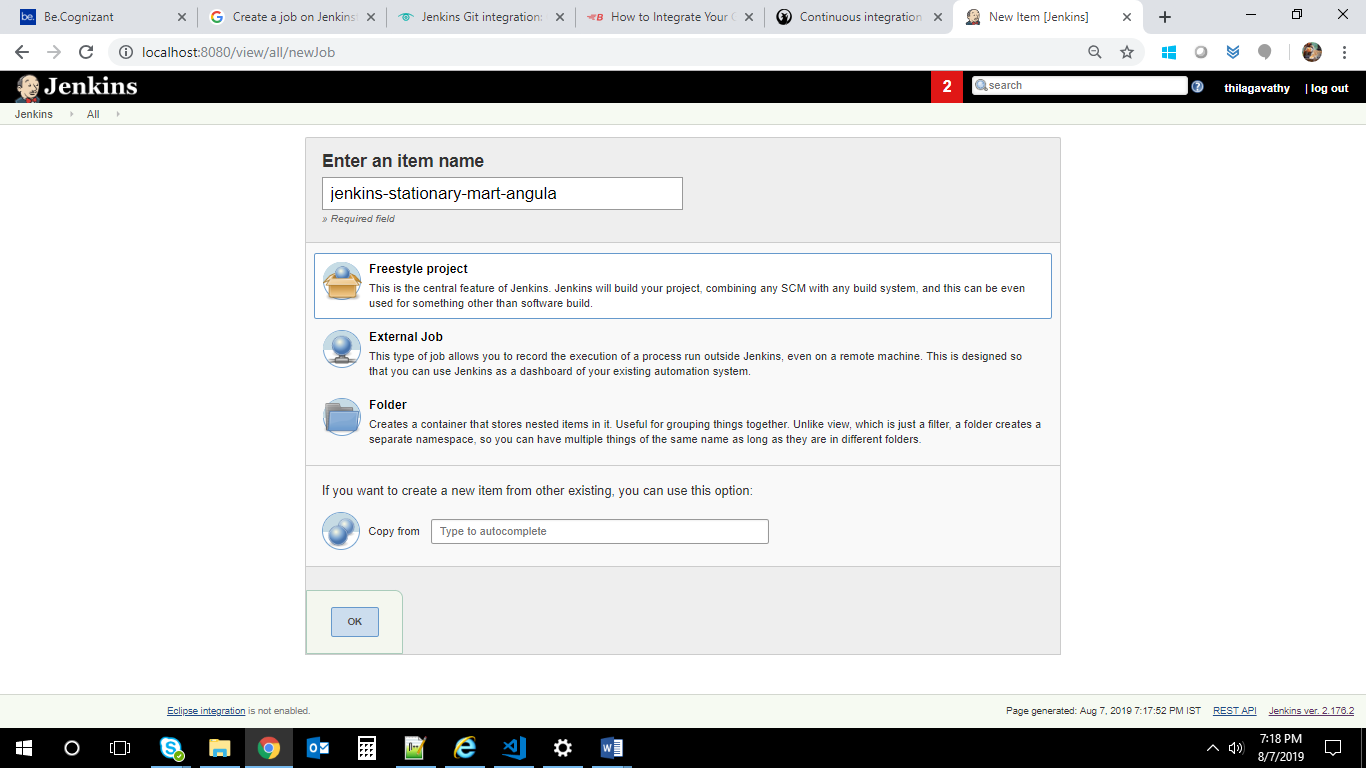 Be.Cognizant
Create a job on Jenkins
Jenkins Git integration
How to Integrate Your
Continuous integration
New Item [Jenkins]
localhost:8080/view/all/newJob
Jenkins
2
search
thilagavathy
| log out
Jenkins
All
Enter an item name
jenkins-stationary-mart-angula
» Required field
Freestyle project
This is the central feature of Jenkins. Jenkins will build your project, combining any SCM with any build system, and this can be even
used for something other than software build.
External Job
This type of job allows you to record the execution of a process run outside Jenkins, even on a remote machine. This is designed so
that you can use Jenkins as a dashboard of your existing automation system.
Folder
Creates a container that stores nested items in it. Useful for grouping things together. Unlike view, which is just a filter, a folder creates a
separate namespace, so you can have multiple things of the same name as long as they are in different folders.
If you want to create a new item from other existing, you can use this option:
Copy from
Type to autocomplete
OK
Eclipse integration is not enabled.
Page generated: Aug 7, 2019 7:17:52 PM IST
REST API
Jenkins ver. 2.176.2
7:18 PM
8/7/2019